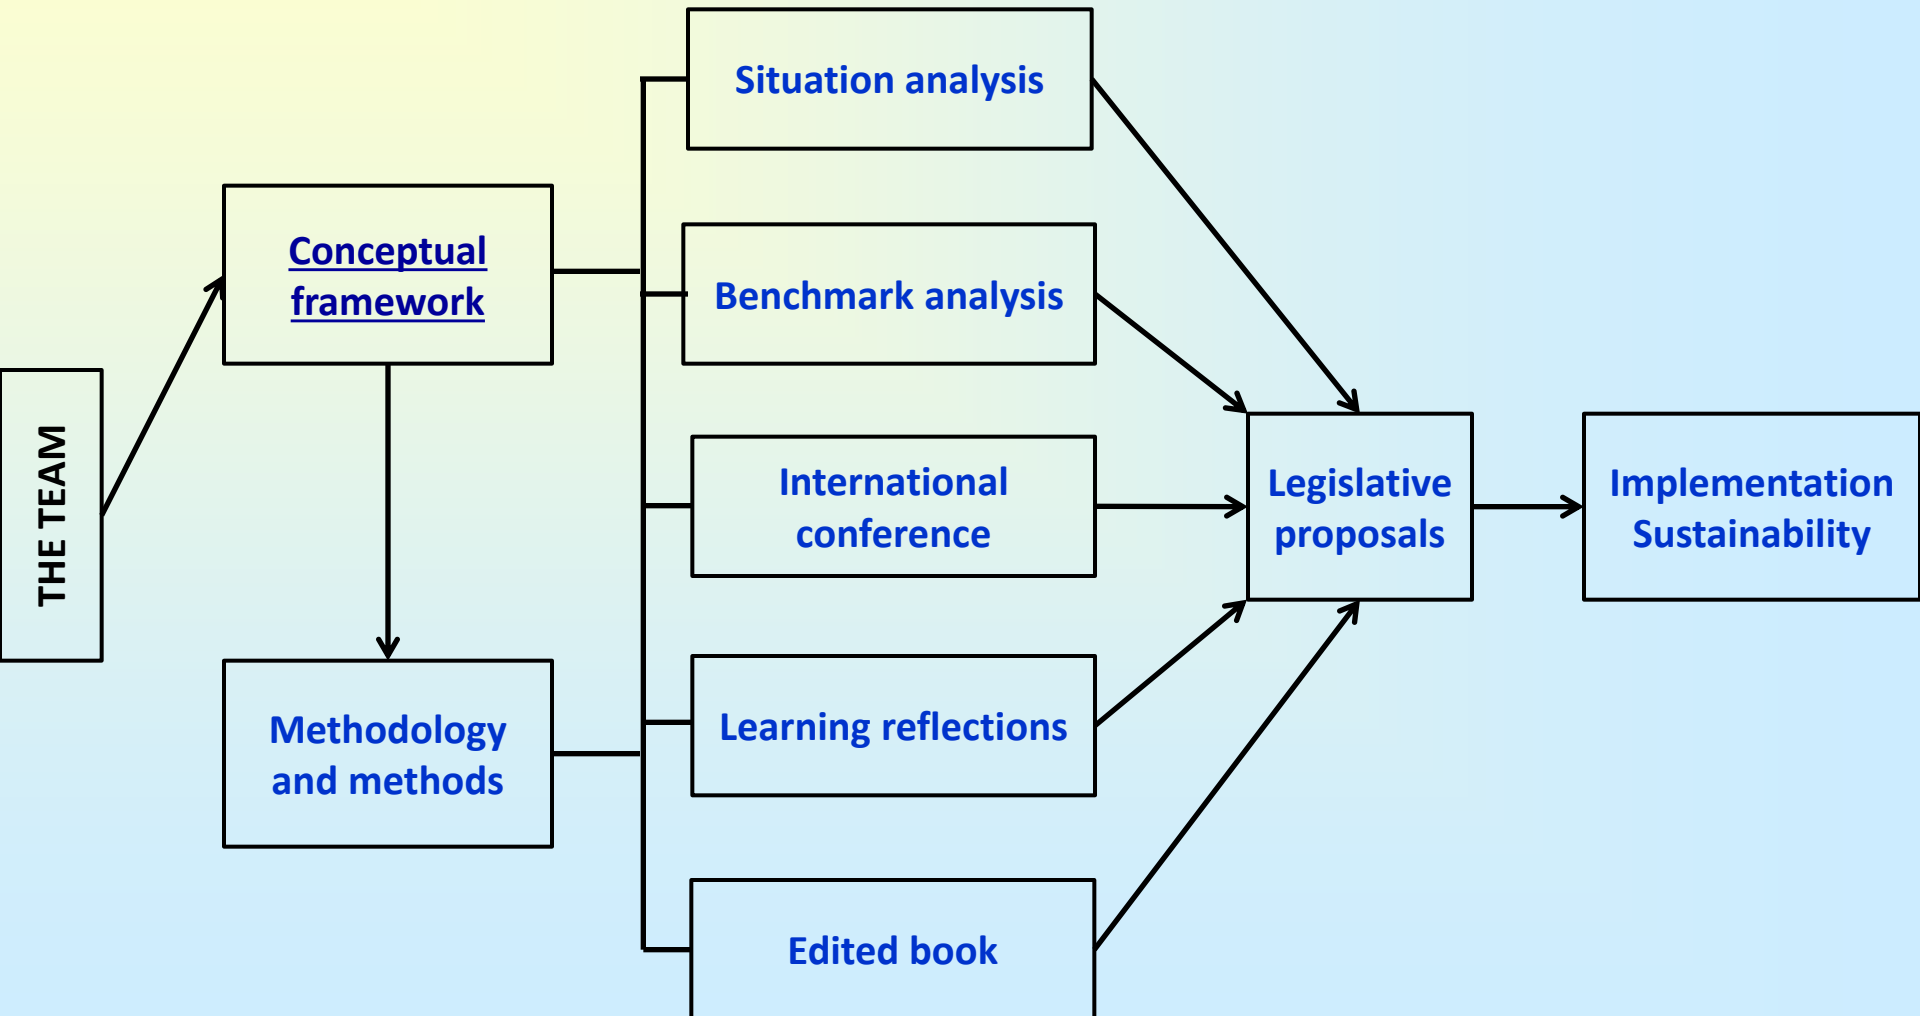 THE TEAM
Conceptual
framework
Methodology
and methods
Situation analysis
Benchmark analysis
International
conference
Learning reflections
Edited book
Legislative
proposals
Implementation
Sustainability